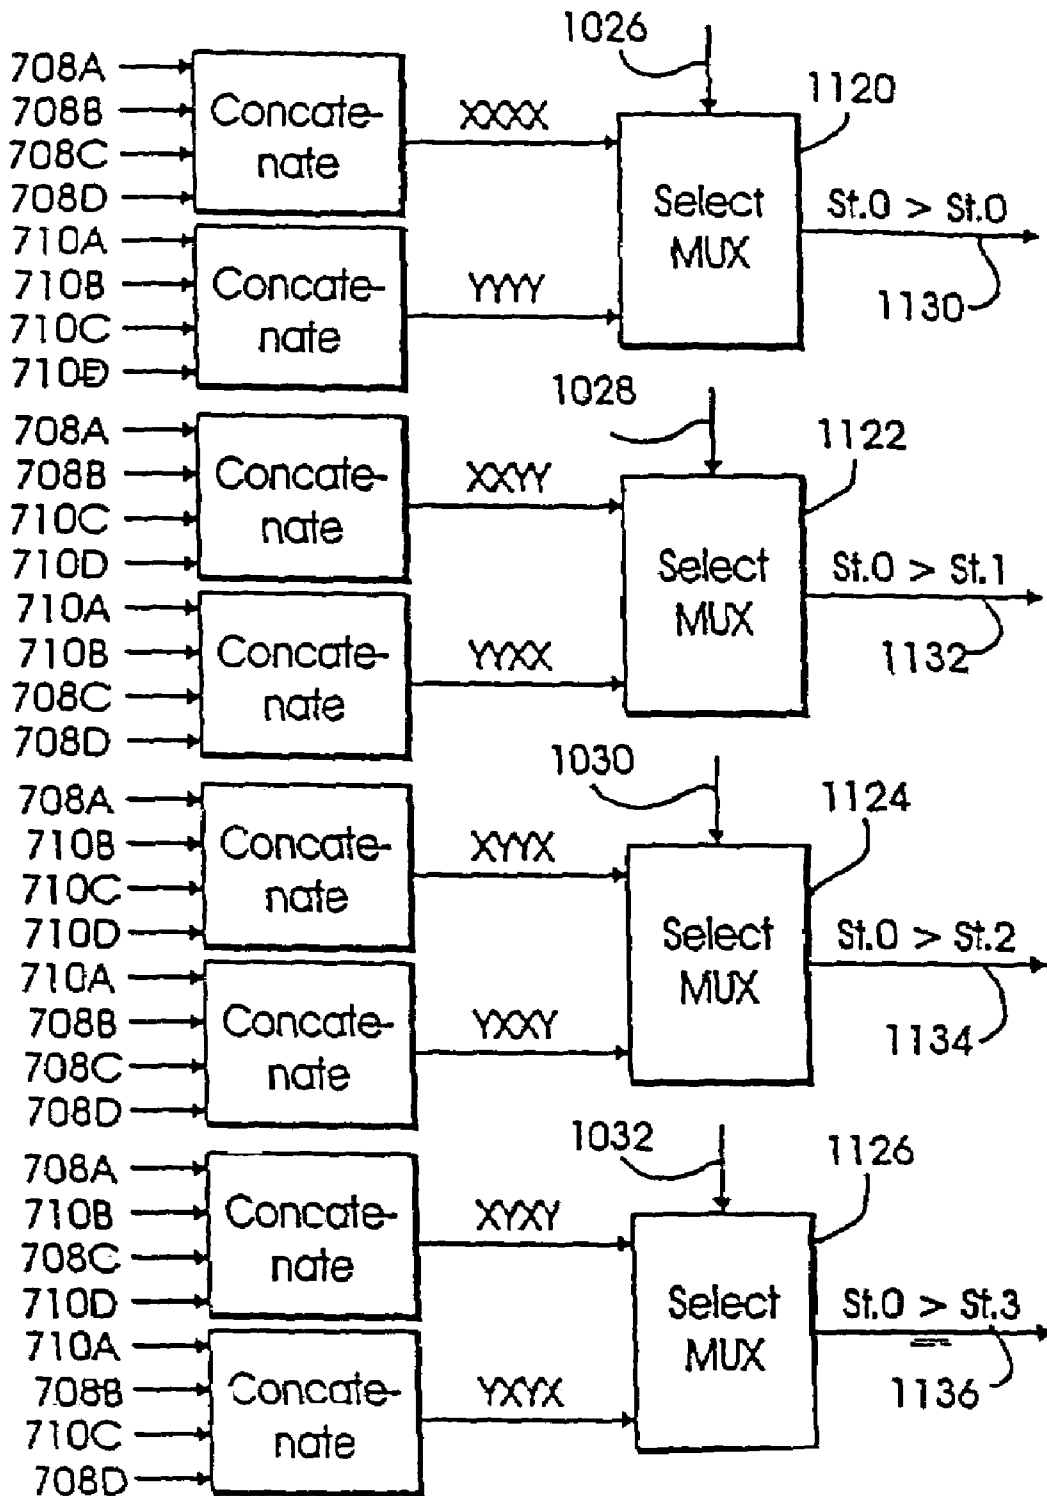 1026
708A
708B
708C
708D
Concate-
nate
XXXX
1120
Select
MUX
St.0 > St.0
1130
710A
710B
710C
710D
Concate-
nate
YYYY
1028
708A
708B
710C
710D
Concate-
nate
XXYY
1122
Select
MUX
St.0 > St.1
1132
710A
710B
708C
708D
Concate-
nate
YYXX
1030
708A
710B
710C
710D
Concate-
nate
XYYX
1124
Select
MUX
St.0 > St.2
1134
710A
708B
708C
708D
Concate-
nate
YXXY
1032
708A
710B
708C
710D
Concate-
nate
XYXY
1126
Select
MUX
St.0 > St.3
1136
710A
708B
710C
708D
Concate-
nate
YXYX